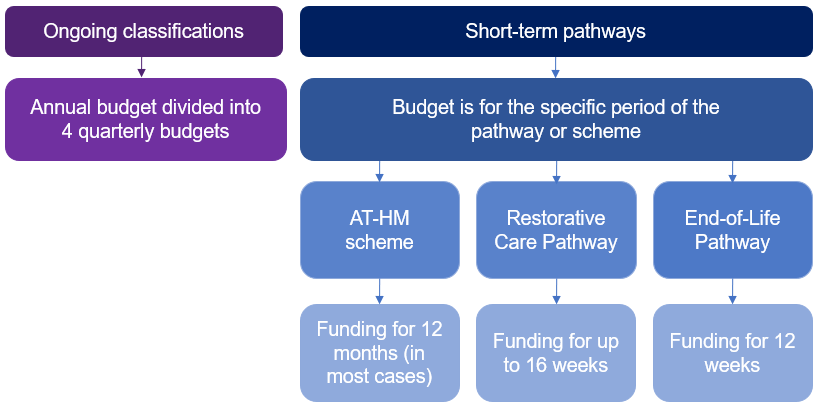 Ongoing classifications
Annual budget divided into
4 quarterly budgets
Short-term pathways
Budget is for the specific period of the
pathway or scheme
AT-HM
scheme
Funding for 12
months (in
most cases)
Restorative
Care Pathway
Funding for up
to 16 weeks
End-of-Life
Pathway
Funding for 12
weeks